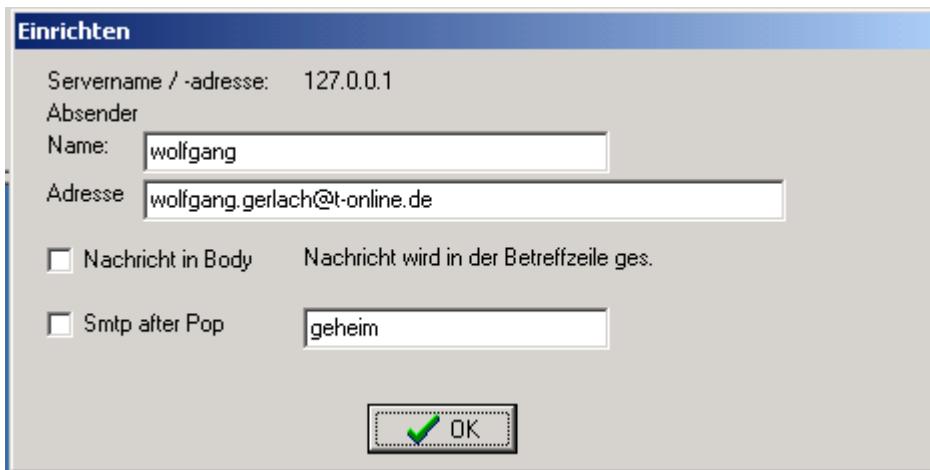 Einrichten
Servername / -adresse: 127.0.0.1
Absender
Name: wolfgang
Adresse wolfgang.gerlach@t-online.de
Nachricht in Body Nachricht wird in der Betreffzeile ges.
Smtp after Pop geheim
OK